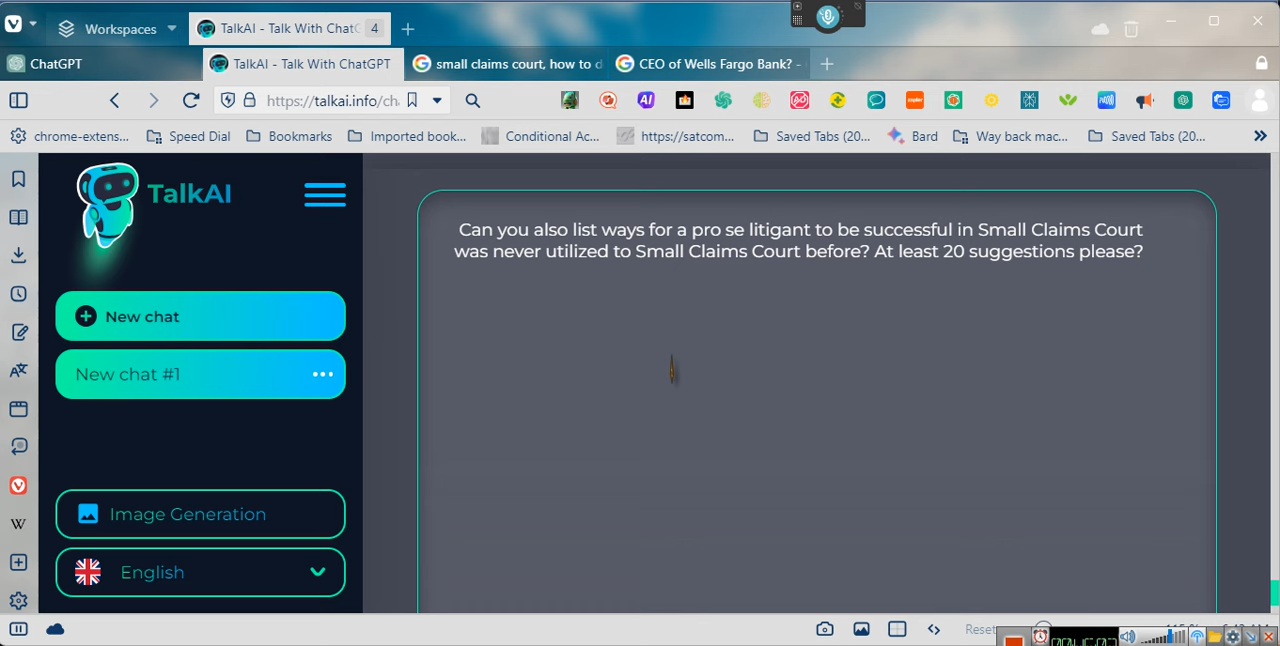 Workspaces
TalkAI - Talk With ChatG 4
ChatGPT
TalkAI - Talk With ChatGPT
small claims court, how to d
CEO of Wells Fargo Bank? -
https://talkai.info/cha
chrome-extens...
Speed Dial
Bookmarks
Imported book...
Conditional Ac...
https://satcom...
Saved Tabs (20...
Bard
Way back mac...
Saved Tabs (20...
TalkAI
New chat
New chat #1
Image Generation
English
Can you also list ways for a pro se litigant to be successful in Small Claims Court
was never utilized to Small Claims Court before? At least 20 suggestions please?
Reset